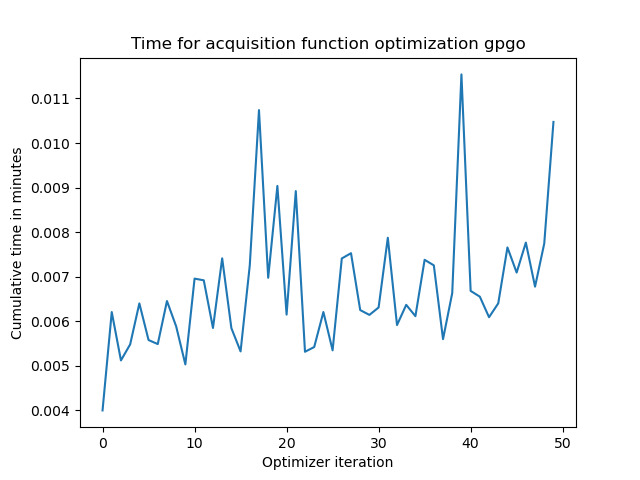 Time for acquisition function optimization gpgo
Cumulative time in minutes
0.011
0.010
0.009
0.008
0.007
0.006
0.005
0.004
0 10 20 30 40 50
Optimizer iteration